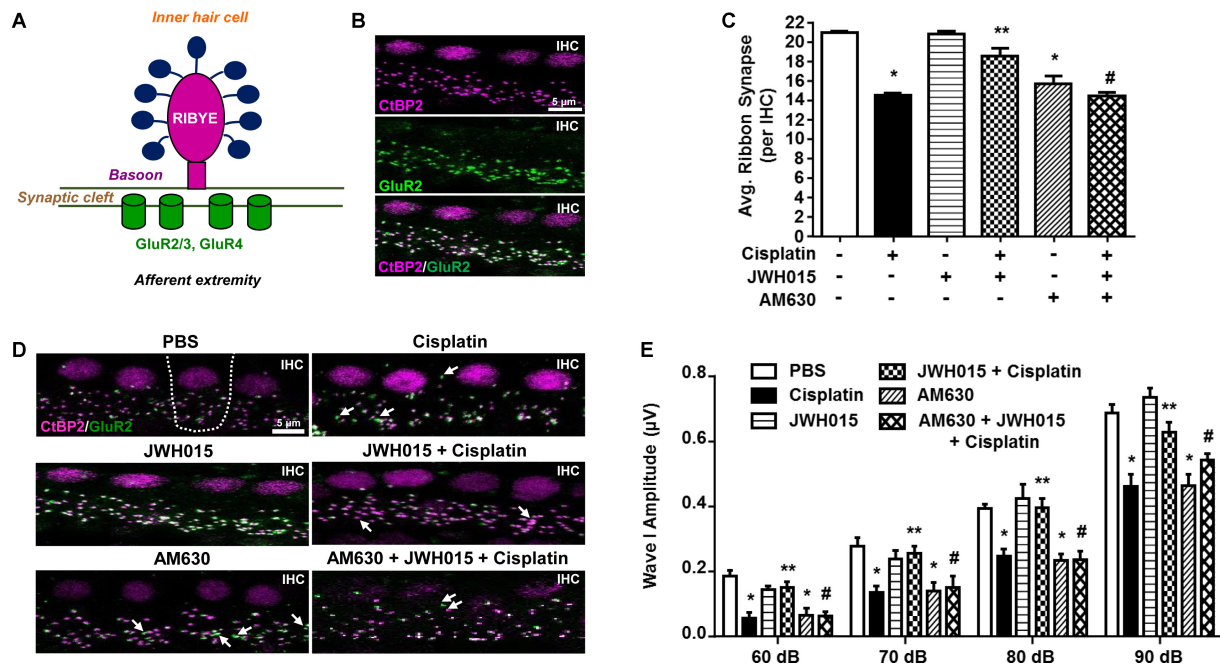 A
Inner hair cell
RIBYE
Basoon
Synaptic cleft
GluR2/3, GluR4
Afferent extremity
B
IHC
CtBP2
5 µm
IHC
GluR2
IHC
CtBP2/GluR2
C
Avg. Ribbon Synapse
(per IHC)
22
20
18
16
14
12
10
8
6
4
2
0
*
**
*
#
Cisplatin - + - + - +
JWH015 - - + + - +
AM630 - - - - + +
D
PBS
IHC
CtBP2/GluR2
5 µm
Cisplatin
IHC
JWH015
IHC
JWH015 + Cisplatin
IHC
AM630
IHC
AM630 + JWH015 + Cisplatin
IHC
E
Wave I Amplitude (µV)
0.8
0.6
0.4
0.2
0.0
PBS
Cisplatin
JWH015
JWH015 + Cisplatin
AM630
AM630 + JWH015
+ Cisplatin
* ** * #
* ** * #
* ** * #
* ** * #
60 dB 70 dB 80 dB 90 dB